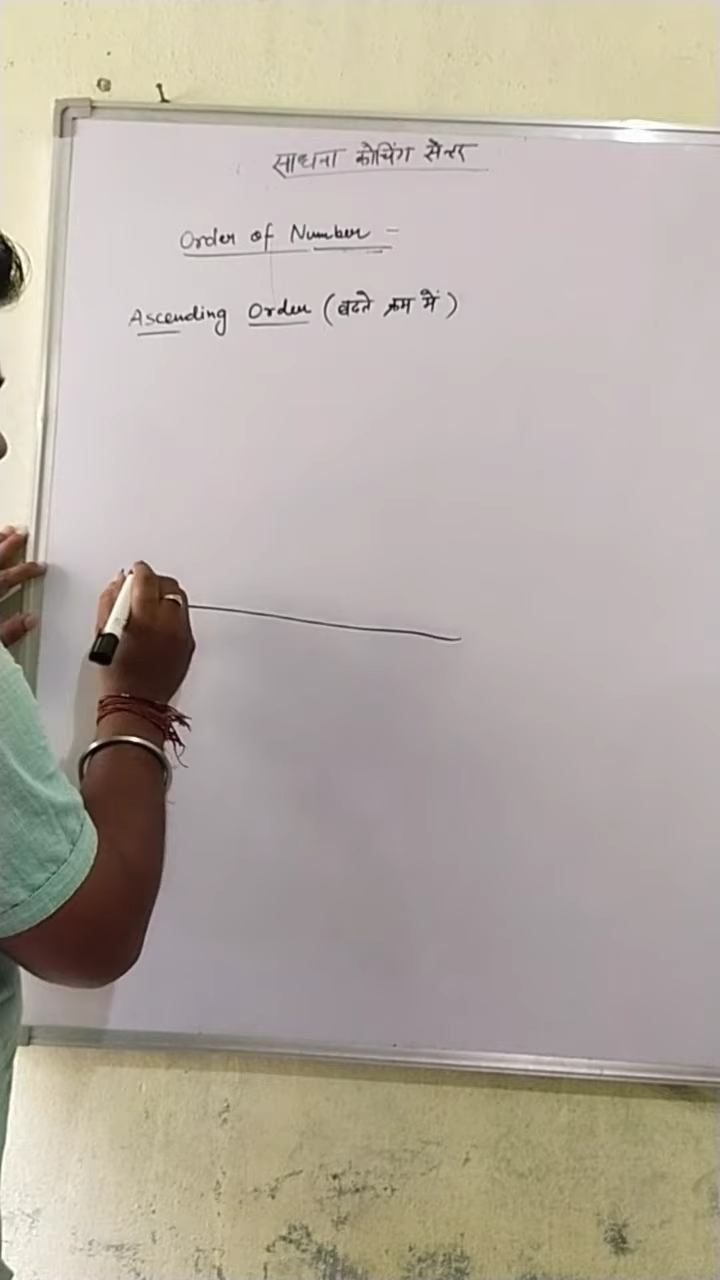 साधना कोचिंग सेन्टर
Order of Number -
Ascending Order (बढ़ते क्रम में)